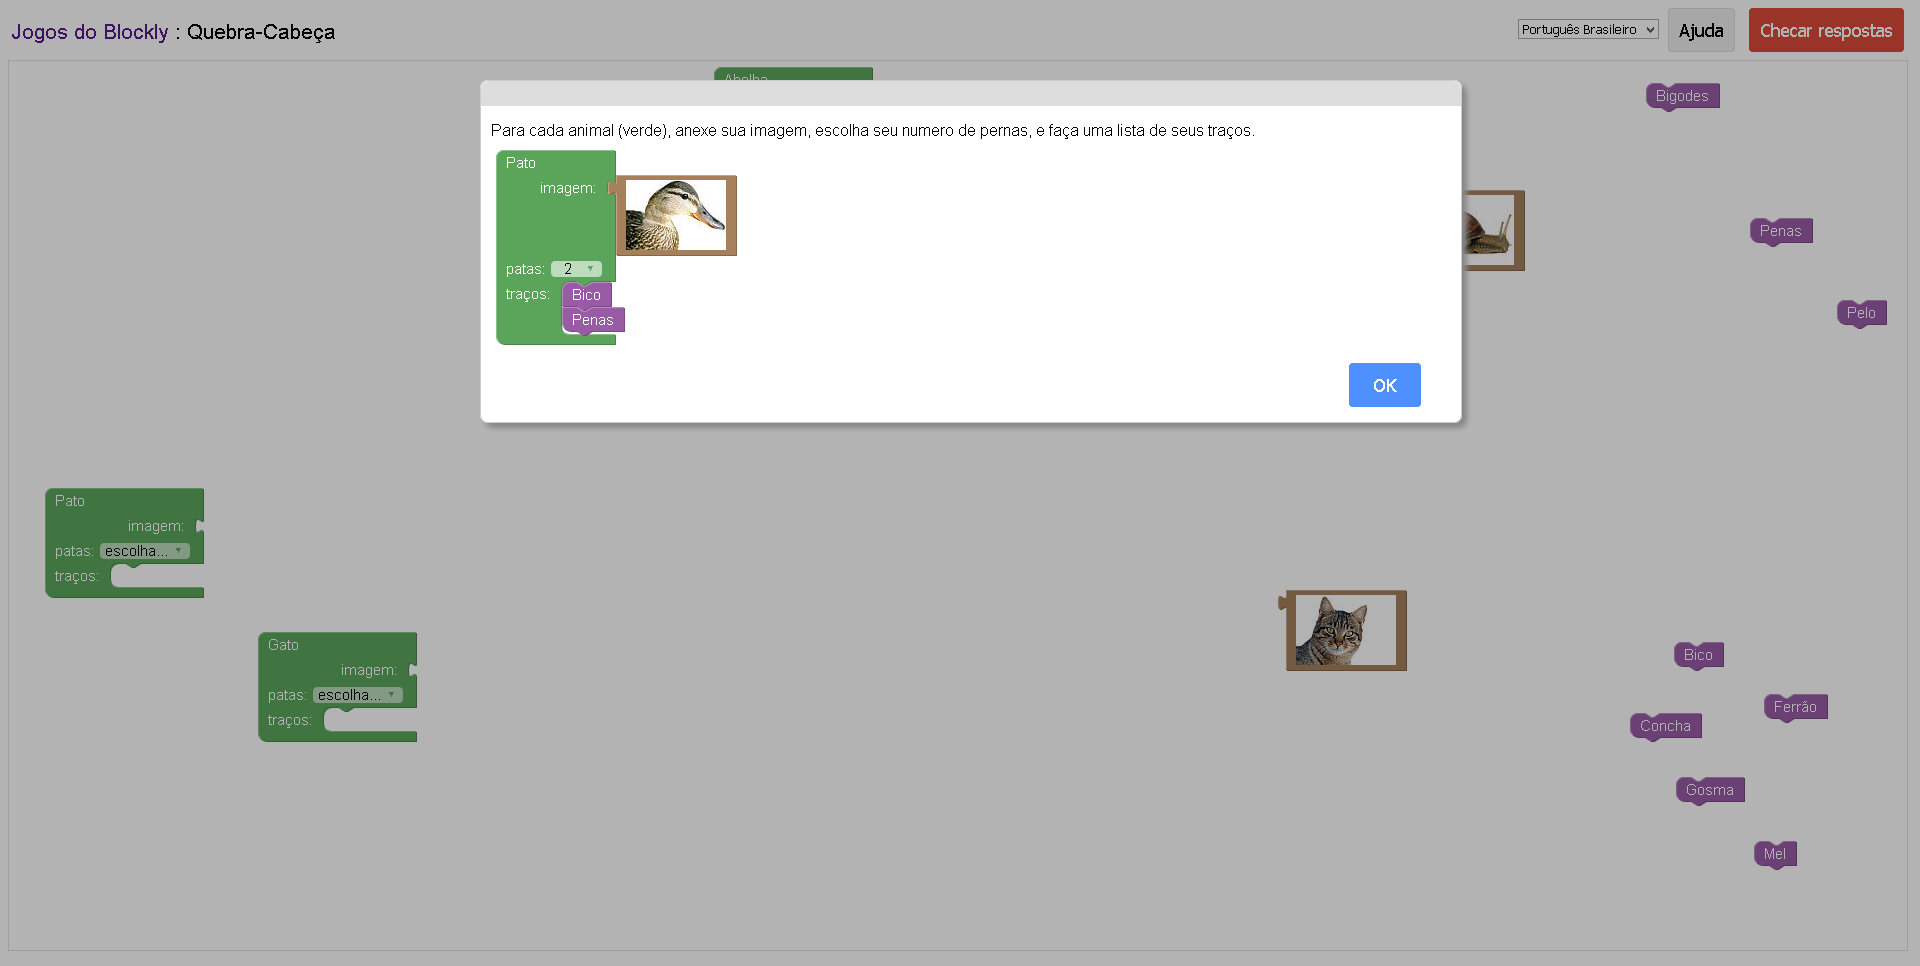 Jogos do Blockly : Quebra-Cabeça
Português Brasileiro
Ajuda
Checar respostas
Abelha
Bigodes
Para cada animal (verde), anexe sua imagem, escolha seu numero de pernas, e faça uma lista de seus traços.
Pato
imagem:
patas: 2
traços:
Bico
Penas
OK
Penas
Pelo
Pato
imagem:
patas: escolha...
traços:
Gato
imagem:
patas: escolha...
traços:
Bico
Ferrão
Concha
Gosma
Mel